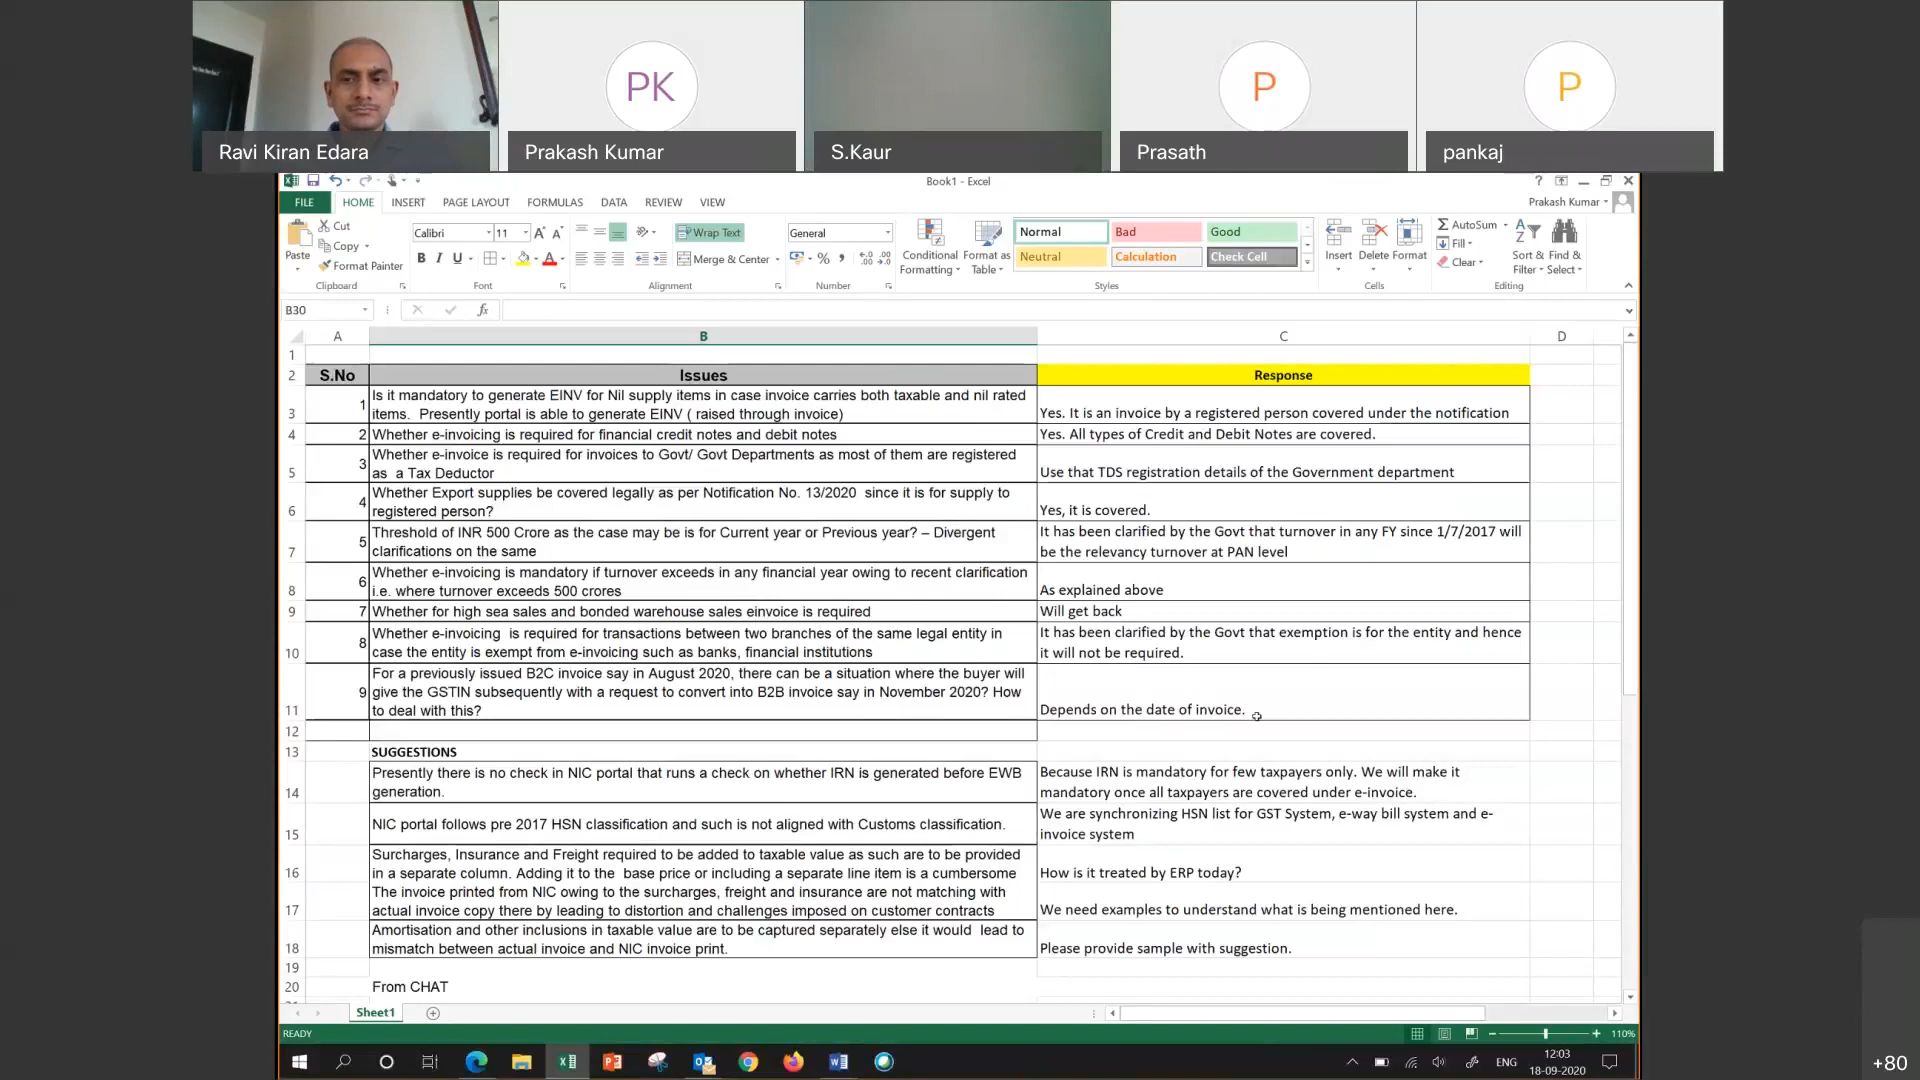 PK
P
P
Ravi Kiran Edara
Prakash Kumar
S.Kaur
Prasath
pankaj
Book1 - Excel
FILE
HOME
INSERT
PAGE LAYOUT
FORMULAS
DATA
REVIEW
VIEW
Prakash Kumar
Paste
Cut
Copy
Format Painter
Clipboard
Calibri
11
Font
Wrap Text
Merge & Center
Alignment
General
Number
Conditional Formatting
Format as Table
Normal
Bad
Good
Neutral
Calculation
Check Cell
Styles
Insert
Delete
Format
Cells
AutoSum
Fill
Clear
Sort & Filter
Find & Select
Editing
B30
A
B
C
D
1
2 S.No Issues Response
3 1 Is it mandatory to generate EINV for Nil supply items in case invoice carries both taxable and nil rated
items. Presently portal is able to generate EINV ( raised through invoice)
Yes. It is an invoice by a registered person covered under the notification
4 2 Whether e-invoicing is required for financial credit notes and debit notes
Yes. All types of Credit and Debit Notes are covered.
5 3 Whether e-invoice is required for invoices to Govt/ Govt Departments as most of them are registered
as a Tax Deductor
Use that TDS registration details of the Government department
6 4 Whether Export supplies be covered legally as per Notification No. 13/2020 since it is for supply to
registered person?
Yes, it is covered.
7 5 Threshold of INR 500 Crore as the case may be is for Current year or Previous year? – Divergent
clarifications on the same
It has been clarified by the Govt that turnover in any FY since 1/7/2017 will
be the relevancy turnover at PAN level
8 6 Whether e-invoicing is mandatory if turnover exceeds in any financial year owing to recent clarification
i.e. where turnover exceeds 500 crores
As explained above
9 7 Whether for high sea sales and bonded warehouse sales einvoice is required
Will get back
10 8 Whether e-invoicing is required for transactions between two branches of the same legal entity in
case the entity is exempt from e-invoicing such as banks, financial institutions
It has been clarified by the Govt that exemption is for the entity and hence
it will not be required.
11 9 For a previously issued B2C invoice say in August 2020, there can be a situation where the buyer will
give the GSTIN subsequently with a request to convert into B2B invoice say in November 2020? How
to deal with this?
Depends on the date of invoice.
12
13 SUGGESTIONS
14 Presently there is no check in NIC portal that runs a check on whether IRN is generated before EWB
generation.
Because IRN is mandatory for few taxpayers only. We will make it
mandatory once all taxpayers are covered under e-invoice.
15 NIC portal follows pre 2017 HSN classification and such is not aligned with Customs classification.
We are synchronizing HSN list for GST System, e-way bill system and e-
invoice system
16 Surcharges, Insurance and Freight required to be added to taxable value as such are to be provided
in a separate column. Adding it to the base price or including a separate line item is a cumbersome
How is it treated by ERP today?
17 The invoice printed from NIC owing to the surcharges, freight and insurance are not matching with
actual invoice copy there by leading to distortion and challenges imposed on customer contracts
We need examples to understand what is being mentioned here.
18 Amortisation and other inclusions in taxable value are to be captured separately else it would lead to
mismatch between actual invoice and NIC invoice print.
Please provide sample with suggestion.
19
20 From CHAT
Sheet1
READY
110%
ENG
12:03
18-09-2020
+80